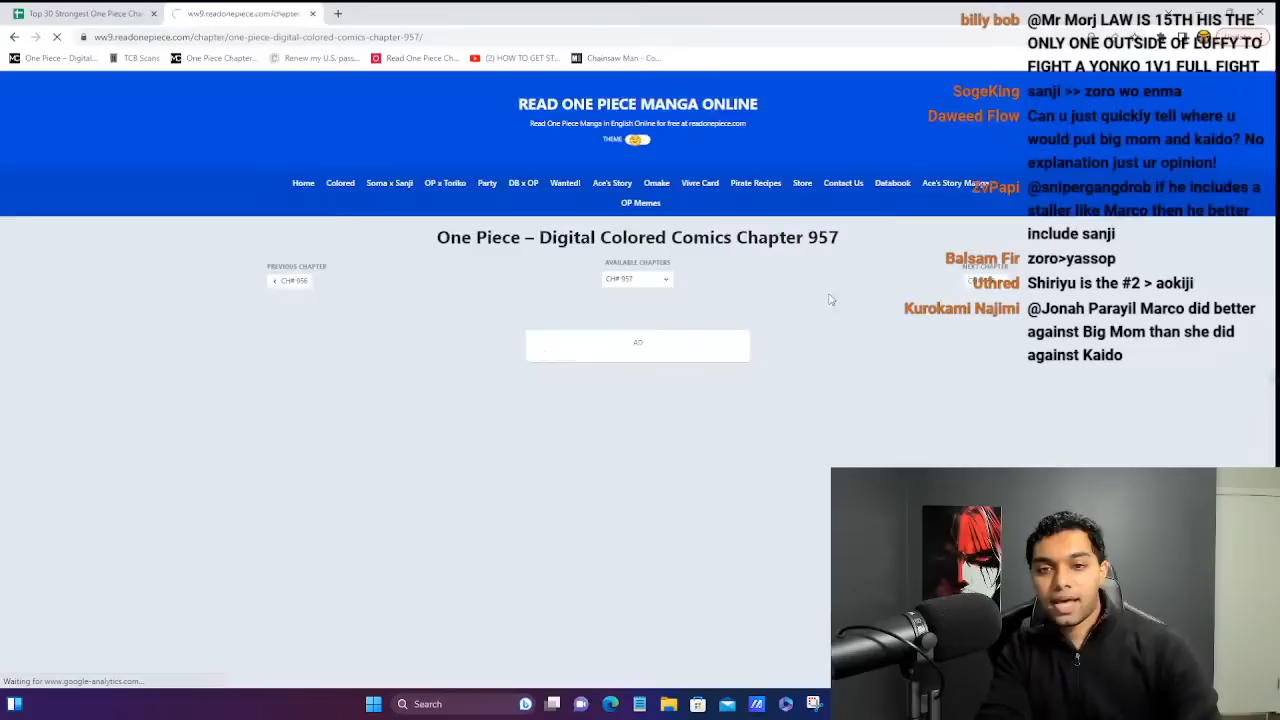 Top 30 Strongest One Piece Cha
ww9.readonepiece.com/chapter
ww9.readonepiece.com/chapter/one-piece-digital-colored-comics-chapter-957/
One Piece – Digital...
TCB Scans
One Piece Chapter...
Renew my U.S. pass...
Read One Piece Ch...
(2) HOW TO GET ST...
Chainsaw Man - Co...
READ ONE PIECE MANGA ONLINE
Read One Piece Manga in English Online for free at readonepiece.com
THEME
Home Colored Soma x Sanji OP x Toriko Party DB x OP Wanted! Ace's Story Omake Vivre Card Pirate Recipes Store Contact Us Databook Ace's Story Manga
OP Memes
One Piece – Digital Colored Comics Chapter 957
PREVIOUS CHAPTER
CH# 956
AVAILABLE CHAPTERS
CH# 957
NEXT CHAPTER
AD
billy bob @Mr Morj LAW IS 15TH HIS THE
ONLY ONE OUTSIDE OF LUFFY TO
FIGHT A YONKO 1V1 FULL FIGHT
SogeKing sanji >> zoro wo enma
Daweed Flow Can u just quickly tell where u
would put big mom and kaido? No
explanation just ur opinion!
ZvPapi @snipergangdrob if he includes a
staller like Marco then he better
include sanji
Balsam Fir zoro>yassop
Uthred Shiriyu is the #2 > aokiji
Kurokami Najimi @Jonah Parayil Marco did better
against Big Mom than she did
against Kaido
Waiting for www.google-analytics.com...
Search